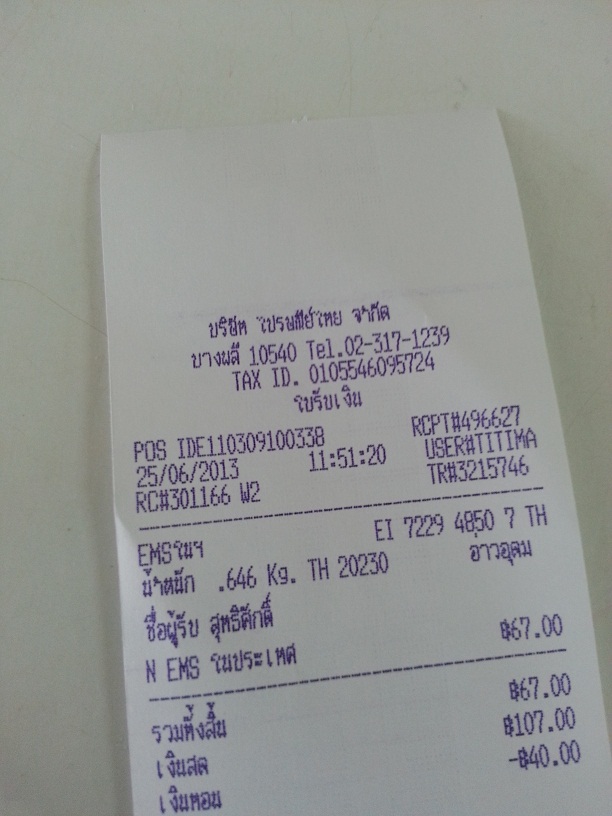 บริษัท ไปรษณีย์ไทย จำกัด
บางพลี 10540 Tel.02-317-1239
TAX ID. 0105546095724
ใบรับเงิน
POS IDE110309100338 RCPT#496627
25/06/2013 11:51:20 USER#TITIMA
RC#301166 W2 TR#3215746
EMSในฯ EI 7229 4850 7 TH
น้ำหนัก .646 Kg. TH 20230 อ่าวอุดม
ชื่อผู้รับ สุทธิศักดิ์
N EMS ในประเทศ ฿67.00
รวมทั้งสิ้น ฿67.00
เงินสด ฿107.00
เงินทอน -฿40.00